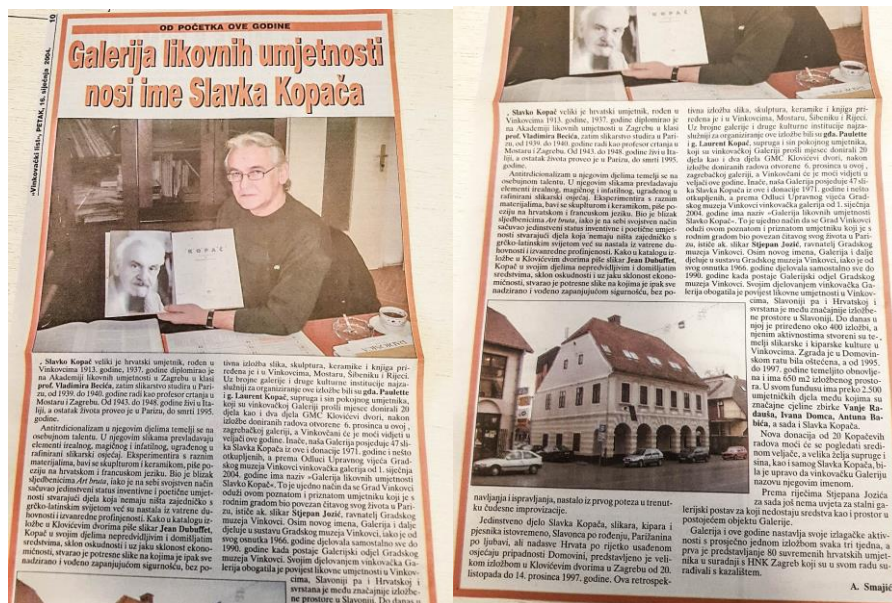 10
«Vinkovački list», PETAK, 16. siječnja 2004.
OD POČETKA OVE GODINE
Galerija likovnih umjetnosti
nosi ime Slavka Kopača
KOPAČ
Slavko Kopač veliki je hrvatski umjetnik, rođen u
Vinkovcima 1913. godine, 1937. godine diplomirao je
na Akademiji likovnih umjetnosti u Zagrebu u klasi
prof. Vladimira Becića, zatim slikarstvo studira u Pari-
zu, od 1939. do 1940. godine radi kao profesor crtanja u
Mostaru i Zagrebu. Od 1943. do 1948. godine živi u Ita-
liji, a ostatak života proveo je u Parizu, do smrti 1995.
godine.
Antitradicionalizam u njegovim djelima temelji se na
osebujnom talentu. U njegovim slikama prevladavaju
elementi irealnog, magičnog i infatilnog, ugrađenog u
rafinirani slikarski osjećaj. Eksperimentira s raznim
materijalima, bavi se skulpturom i keramikom, piše po-
eziju na hrvatskom i francuskom jeziku. Bio je blizak
sljedbenicima Art bruta, iako je na sebi svojstven način
sačuvao jedinstveni status inventivne i poetične umjet-
nosti stvarajući djela koja nemaju ništa zajedničko s
grčko-latinskim svijetom već su nastala iz vatrene du-
hovnosti i izvanredne profinjenosti. Kako u katalogu iz-
ložbe u Klovićevim dvorima piše slikar Jean Dubuffet,
Kopač u svojim djelima nepredvidljivim i domišljatim
sredstvima, sklon oskudnosti i uz jaku sklonost ekono-
mičnosti, stvarao je potresne slike na kojima je ipak sve
nadzirano i vođeno zapanjujućom sigurnošću, bez po-
navljanja i ispravljanja, nastalo iz prvog poteza u trenut-
ku čudesne improvizacije.
Jedinstveno djelo Slavka Kopača, slikara, kipara i
pjesnika istovremeno, Slavonca po rođenju, Parižanina
po ljubavi, ali nadasve Hrvata po rijetko usađenom
osjećaju pripadnosti Domovini, predstavljeno je veli-
kom izložbom u Klovićevim dvorima u Zagrebu od 20.
listopada do 14. prosinca 1997. godine. Ova retrospek-
tivna izložba slika, skulptura, keramike i knjiga prire-
đena je i u Vinkovcima, Mostaru, Šibeniku i Rijeci.
Uz brojne galerije i druge kulturne institucije najza-
služniji za organiziranje ove izložbe bili su gđa. Paulette
i g. Laurent Kopač, supruga i sin pokojnog umjetnika,
koji su vinkovačkoj Galeriji prošli mjesec donirali 20
djela kao i dva djela GMC Klovićevi dvori, nakon
izložbe doniranih radova otvorene 6. prosinca u ovoj
zagrebačkoj galeriji, a Vinkovčani će je moći vidjeti u
veljači ove godine. Inače, naša Galerija posjeduje 47 sli-
ka Slavka Kopača iz ove i donacije 1971. godine i nešto
otkupljenih, a prema Odluci Upravnog vijeća Grad-
skog muzeja Vinkovci vinkovačka galerija od 1. siječnja
2004. godine ima naziv »Galerija likovnih umjetnosti
Slavko Kopač«. To je ujedno način da se Grad Vinkovci
oduži ovom poznatom i priznatom umjetniku koji je s
rodnim gradom bio povezan čitavog svog života u Pari-
zu, ističe ak. slikar Stjepan Jozić, ravnatelj Gradskog
muzeja Vinkovci. Osim novog imena, Galerija i dalje
djeluje u sustavu Gradskog muzeja Vinkovci, iako je od
svog osnutka 1966. godine djelovala samostalno sve do
1990. godine kada postaje Galerijski odjel Gradskog
muzeja Vinkovci. Svojim djelovanjem vinkovačka Ga-
lerija obogatila je povijest likovne umjetnosti u Vinkov-
cima, Slavoniji pa i Hrvatskoj i
svrstana je među značajnije izložbe-
ne prostore u Slavoniji. Do danas u
njoj je priređeno oko 400 izložbi, a
njenim aktivnostima stvoreni su te-
melji slikarske i kiparske kulture u
Vinkovcima. Zgrada je u Domovin-
skom ratu bila oštećena, a od 1995.
do 1997. godine temeljito obnovlje-
na i ima 650 m2 izložbenog prosto-
ra. U svom fundusu ima preko 2.500
umjetničkih djela među kojima su
značajne cjeline zbirke Vanje Ra-
dauša, Ivana Domca, Antuna Ba-
bića, a sada i Slavka Kopača.
Nova donacija od 20 Kopačevih
radova moći će se pogledati sredi-
nom veljače, a velika želja supruge i
sina, kao i samog Slavka Kopača, bi-
la je upravo da vinkovačku Galeriju
nazovu njegovim imenom.
Prema riječima Stjepana Jozića
za sada još nema uvjeta za stalni ga-
lerijski postav za koji nedostaju sredstva kao i prostor u
postojećem objektu Galerije.
Galerija i ove godine nastavlja svoje izlagačke aktiv-
nosti s prosječno jednom izložbom svaka tri tjedna, a
prva je predstavljanje 80 suvremenih hrvatskih umjet-
nika u suradnji s HNK Zagreb koji su u svom radu su-
rađivali s kazalištem.
A. Smajić